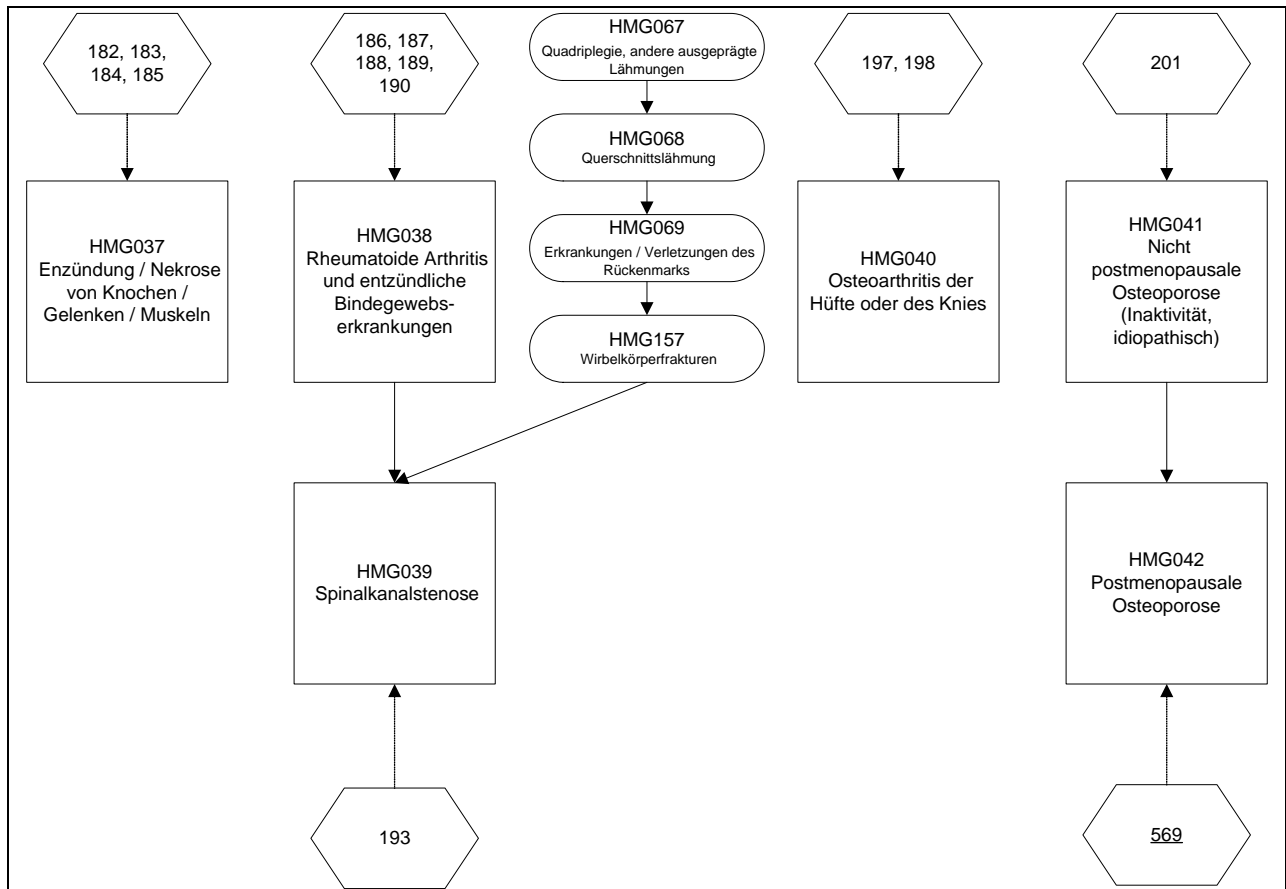 182, 183,
184, 185
186, 187,
188, 189,
190
HMG067
Quadriplegie, andere ausgeprägte
Lähmungen
197, 198
201
HMG068
Querschnittslähmung
HMG037
Enzündung / Nekrose
von Knochen /
Gelenken / Muskeln
HMG038
Rheumatoide Arthritis
und entzündliche
Bindegewebs-
erkrankungen
HMG069
Erkrankungen / Verletzungen des
Rückenmarks
HMG157
Wirbelkörperfrakturen
HMG040
Osteoarthritis der
Hüfte oder des Knies
HMG041
Nicht
postmenopausale
Osteoporose
(Inaktivität,
idiopathisch)
HMG039
Spinalkanalstenose
HMG042
Postmenopausale
Osteoporose
193
569